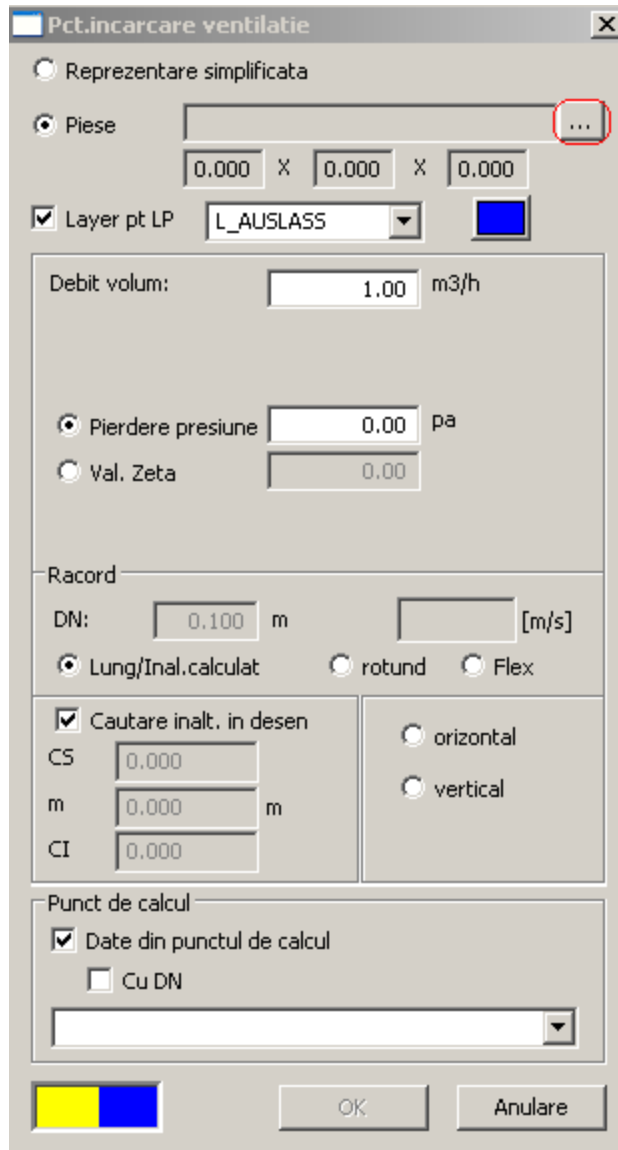 Pct.incarcare ventilatie
Reprezentare simplificata
Piese ...
0.000 X 0.000 X 0.000
Layer pt LP L_AUSLASS
Debit volum: 1.00 m3/h
Pierdere presiune 0.00 pa
Val. Zeta 0.00
Racord
DN: 0.100 m [m/s]
Lung/Inal.calculat rotund Flex
Cautare inalt. in desen
CS 0.000
m 0.000 m
CI 0.000
orizontal
vertical
Punct de calcul
Date din punctul de calcul
Cu DN
OK Anulare